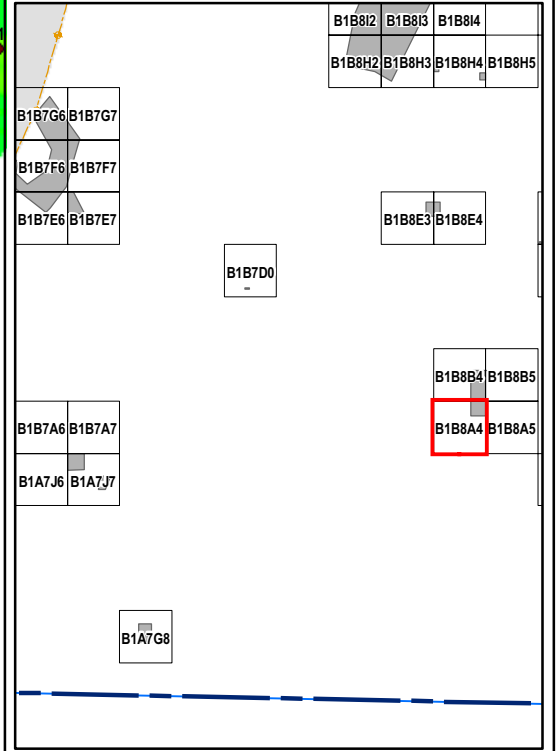 B1B8I2 B1B8I3 B1B8I4
B1B8H2 B1B8H3 B1B8H4 B1B8H5
B1B7G6 B1B7G7
B1B7F6 B1B7F7
B1B7E6 B1B7E7 B1B8E3 B1B8E4
B1B7D0
B1B8B4 B1B8B5
B1B7A6 B1B7A7 B1B8A4 B1B8A5
B1A7J6 B1A7J7
B1A7G8